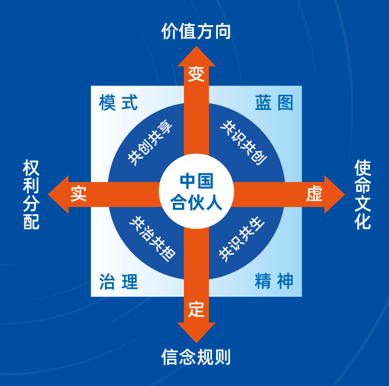 价值方向
变
模式
蓝图
共创共享
共识共创
权利分配
实
中国
合伙人
虚
使命文化
共治共担
共识共生
治理
精神
定
信念规则